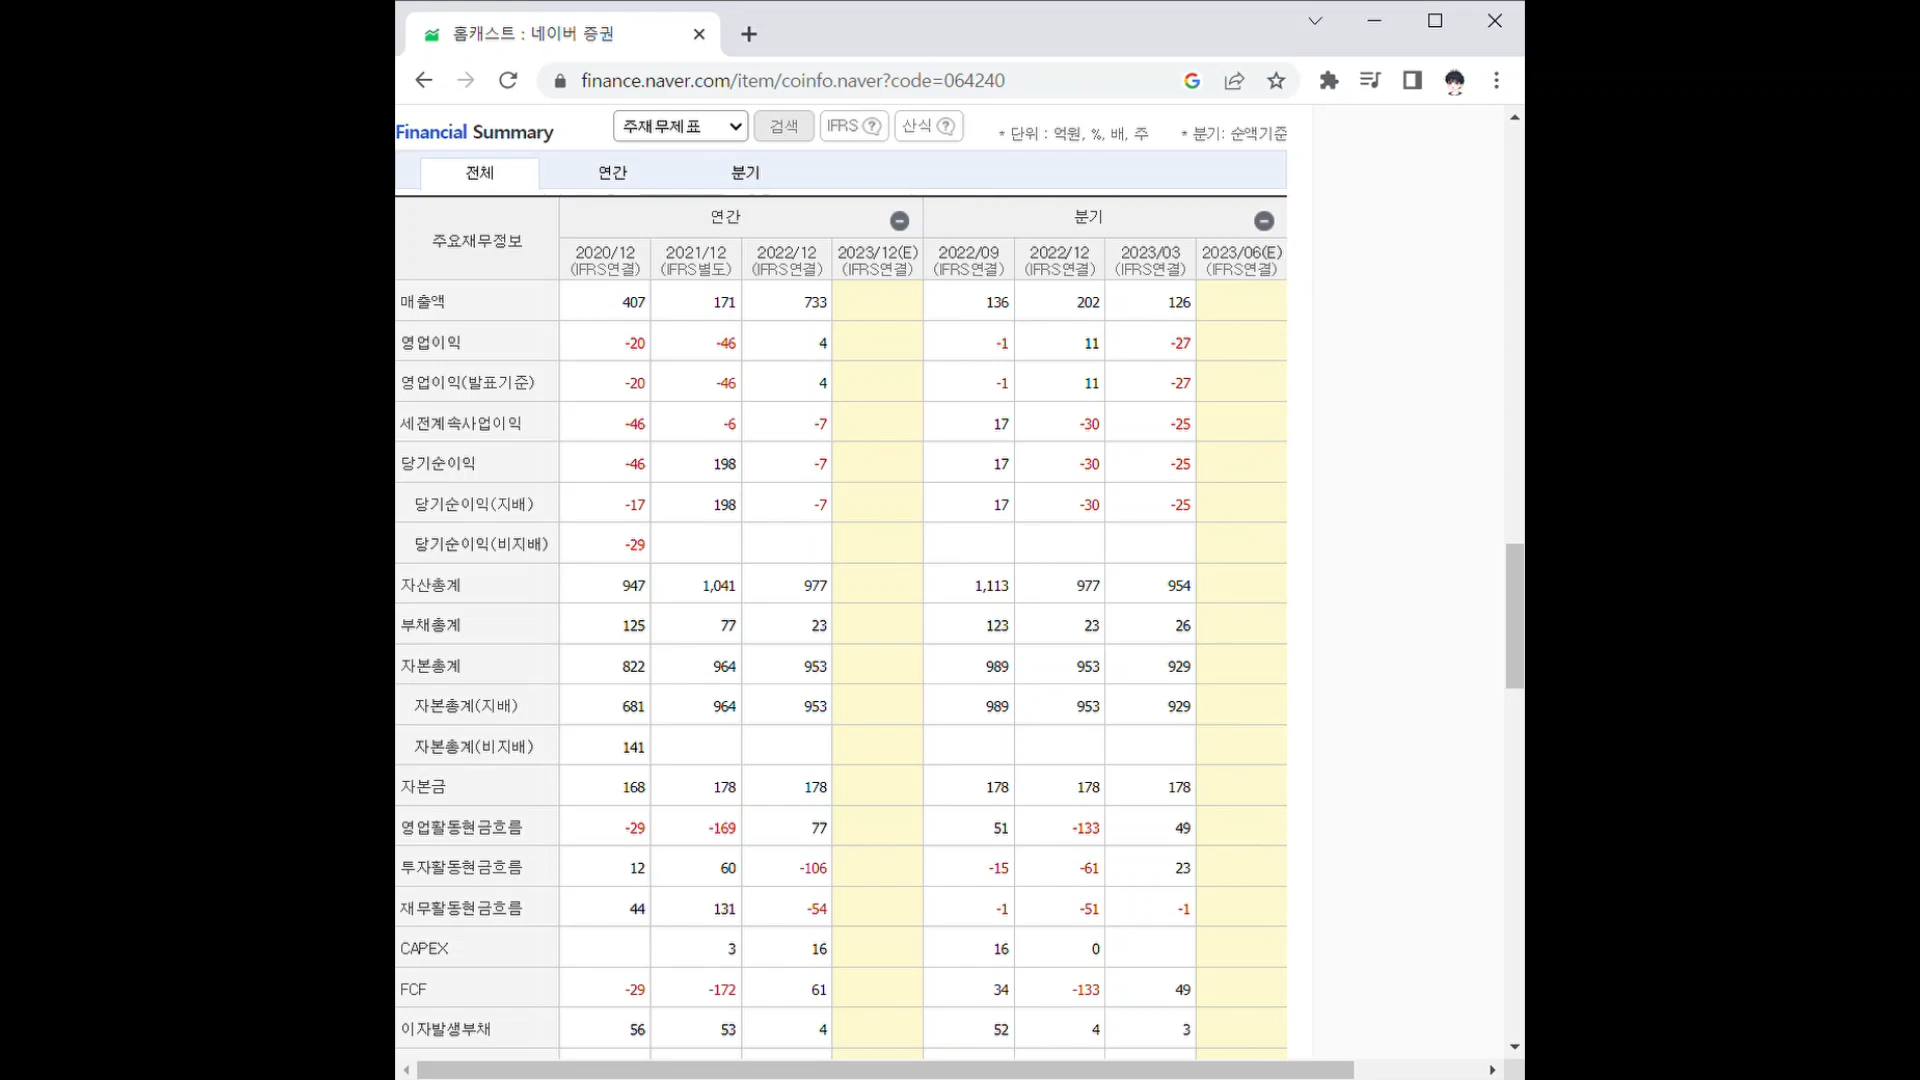 홈캐스트 : 네이버 증권
finance.naver.com/item/coinfo.naver?code=064240
Financial Summary 주재무제표 검색 IFRS ? 산식 ? * 단위 : 억원, %, 배, 주 * 분기: 순액기준
전체 연간 분기
주요재무정보 연간 분기
2020/12 2021/12 2022/12 2023/12(E) 2022/09 2022/12 2023/03 2023/06(E)
(IFRS연결) (IFRS별도) (IFRS연결) (IFRS연결) (IFRS연결) (IFRS연결) (IFRS연결) (IFRS연결)
매출액 407 171 733 136 202 126
영업이익 -20 -46 4 -1 11 -27
영업이익(발표기준) -20 -46 4 -1 11 -27
세전계속사업이익 -46 -6 -7 17 -30 -25
당기순이익 -46 198 -7 17 -30 -25
당기순이익(지배) -17 198 -7 17 -30 -25
당기순이익(비지배) -29
자산총계 947 1,041 977 1,113 977 954
부채총계 125 77 23 123 23 26
자본총계 822 964 953 989 953 929
자본총계(지배) 681 964 953 989 953 929
자본총계(비지배) 141
자본금 168 178 178 178 178 178
영업활동현금흐름 -29 -169 77 51 -133 49
투자활동현금흐름 12 60 -106 -15 -61 23
재무활동현금흐름 44 131 -54 -1 -51 -1
CAPEX 3 16 16 0
FCF -29 -172 61 34 -133 49
이자발생부채 56 53 4 52 4 3